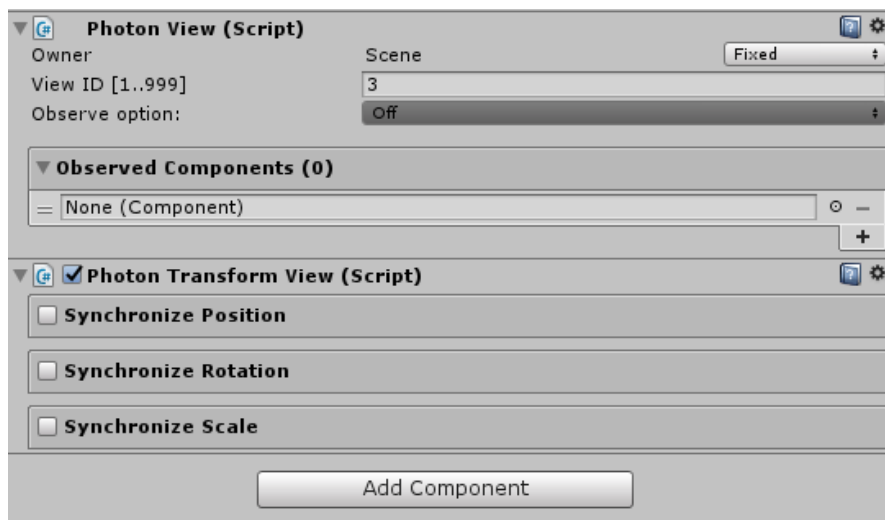 Photon View (Script)
Owner Scene Fixed
View ID [1..999] 3
Observe option: Off
Observed Components (0)
None (Component)
Photon Transform View (Script)
Synchronize Position
Synchronize Rotation
Synchronize Scale
Add Component